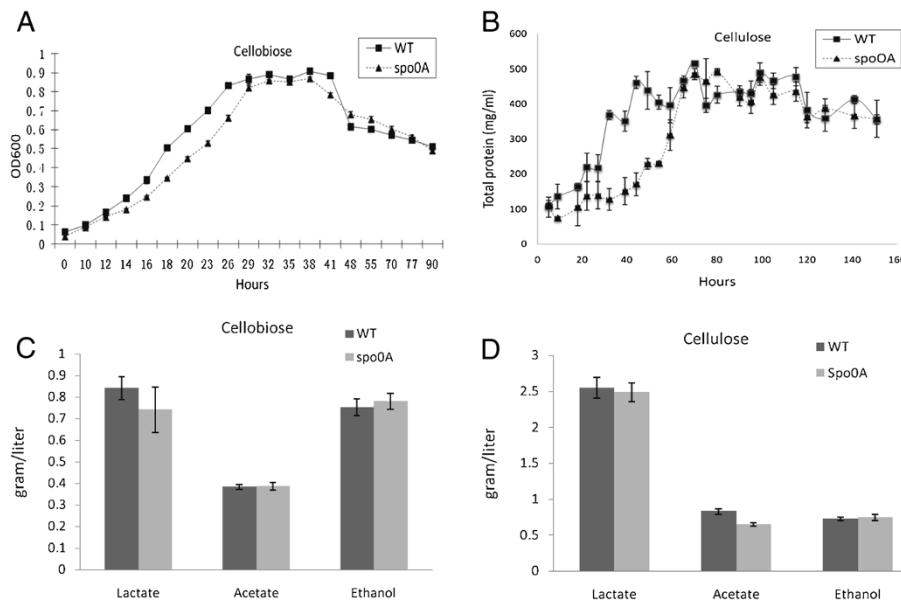 A
Cellobiose
WT
spo0A
OD600
1
0.9
0.8
0.7
0.6
0.5
0.4
0.3
0.2
0.1
0
0 10 12 14 16 18 20 23 26 29 32 35 38 41 48 55 70 77 90
Hours
B
Cellulose
WT
spoOA
Total protein (mg/ml)
600
500
400
300
200
100
0
0 20 40 60 80 100 120 140 160
Hours
C
Cellobiose
WT
spo0A
gram/liter
1
0.9
0.8
0.7
0.6
0.5
0.4
0.3
0.2
0.1
0
Lactate Acetate Ethanol
D
Cellulose
WT
Spo0A
gram/liter
3
2.5
2
1.5
1
0.5
0
Lactate Acetate Ethanol